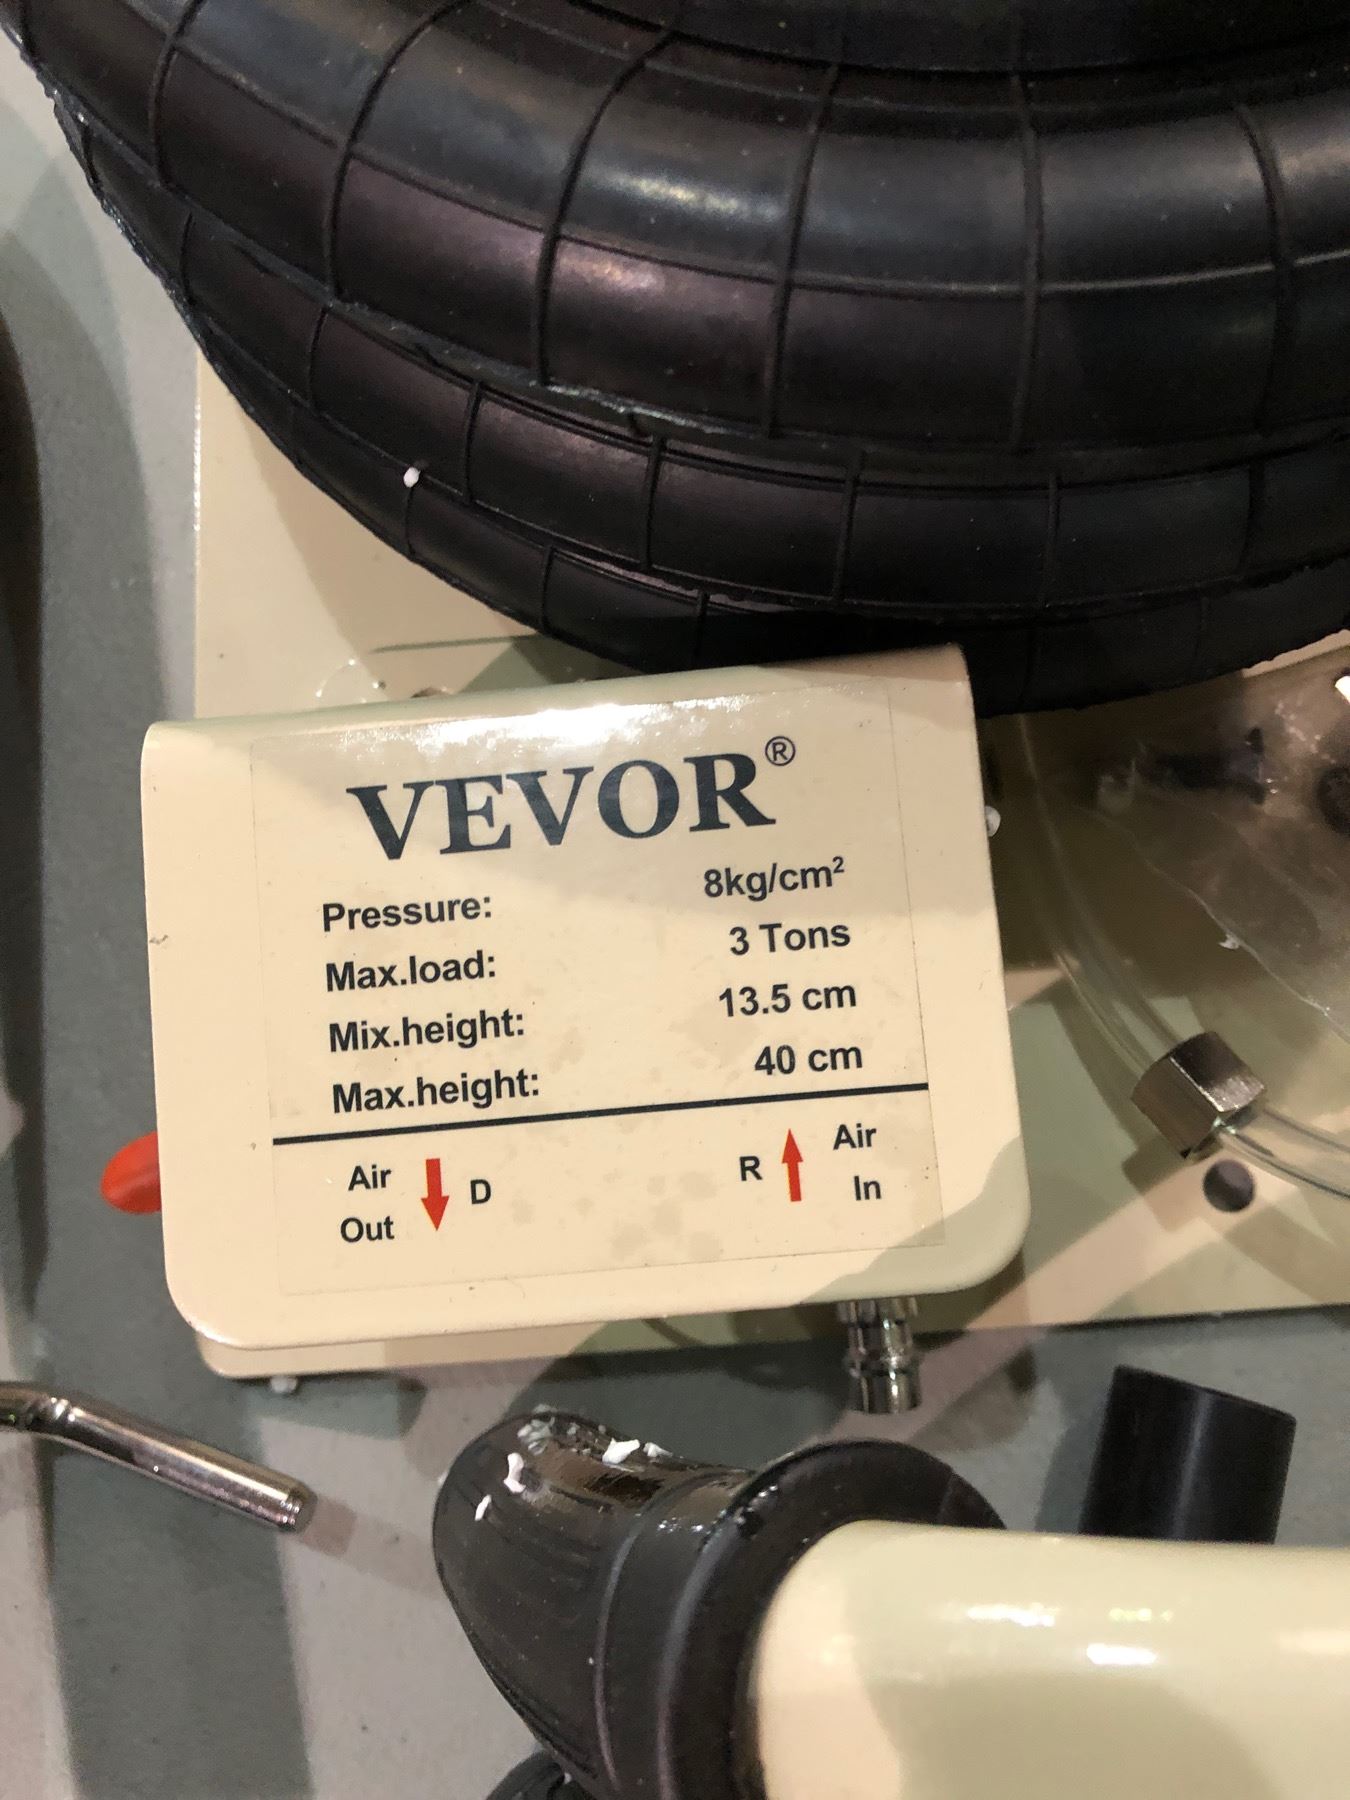 VEVOR®
Pressure: 8kg/cm²
Max.load: 3 Tons
Mix.height: 13.5 cm
Max.height: 40 cm
Air Out D
R Air In